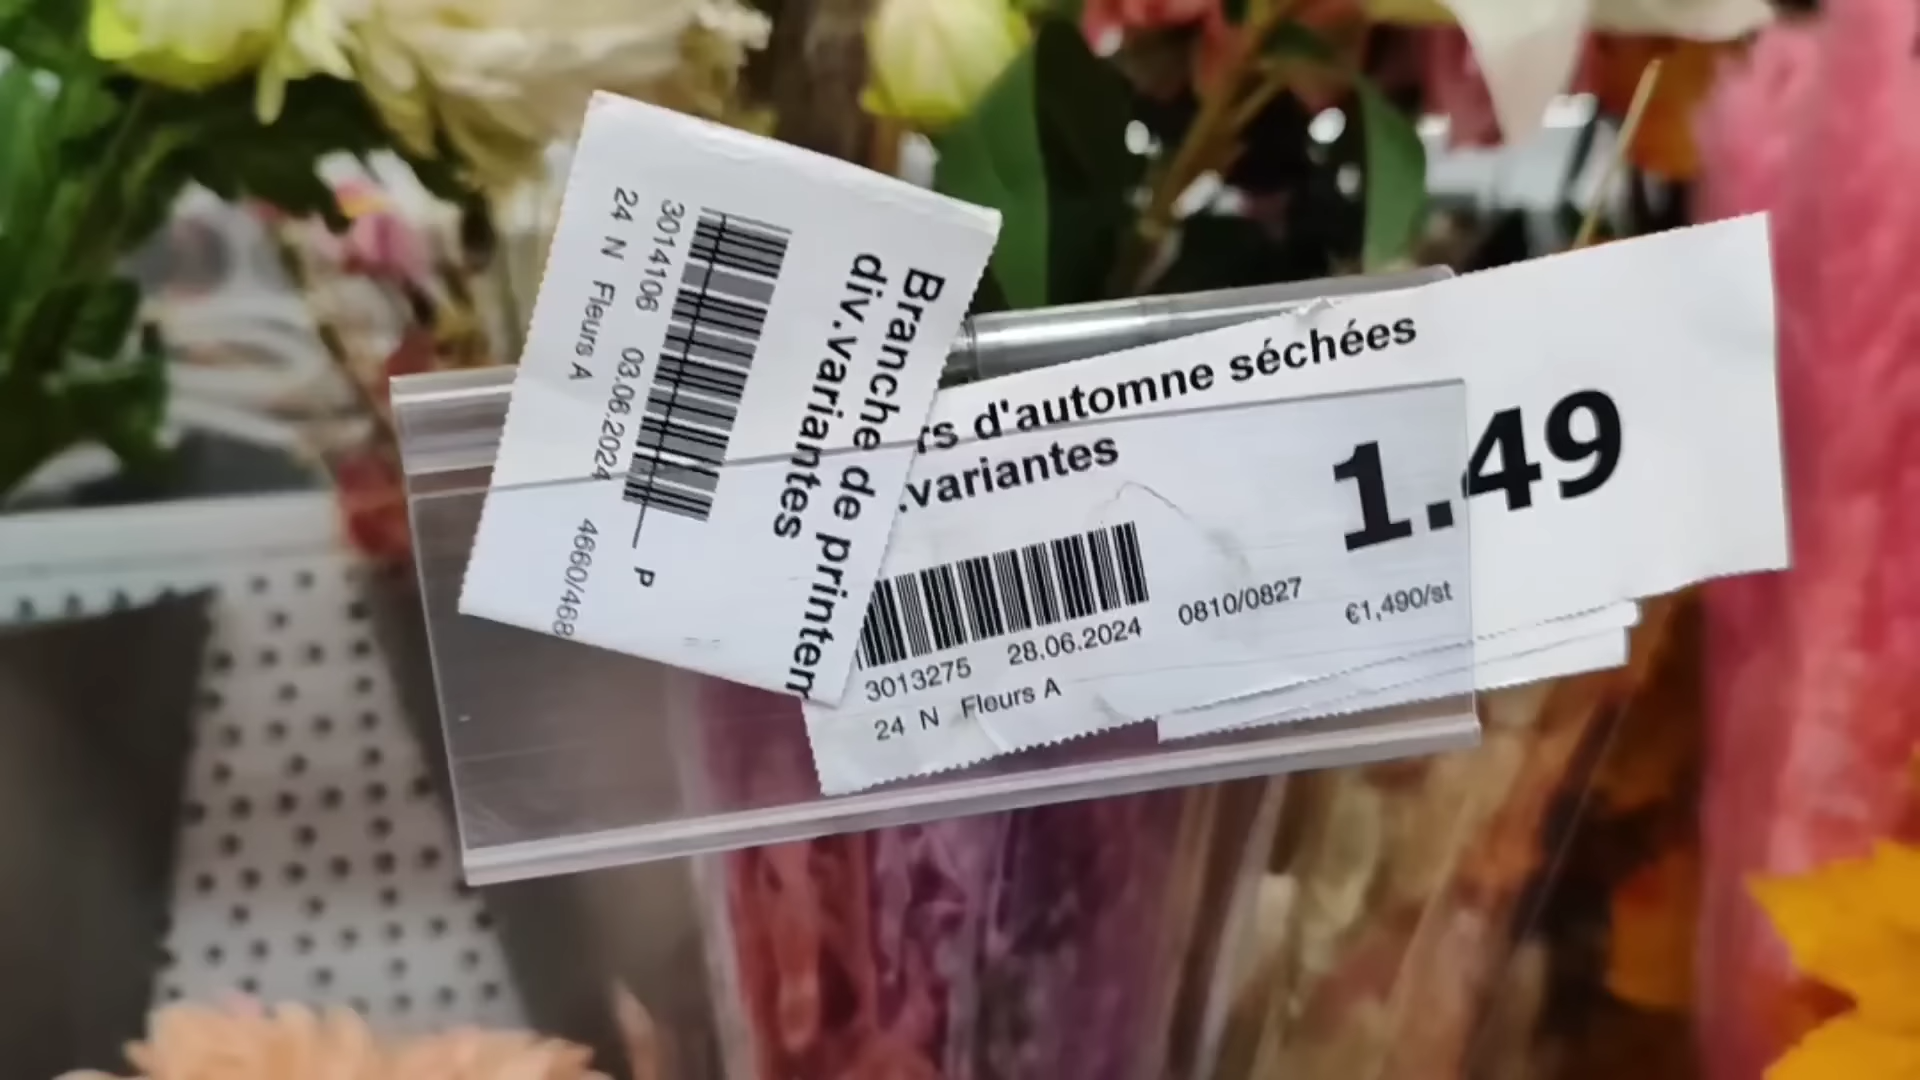 Branche de printem
div.variantes
3014106 03.06.2024 4660/468
24 N Fleurs A
P
rs d'automne séchées
.variantes
1.49
0810/0827
€1,490/st
3013275 28.06.2024
24 N Fleurs A